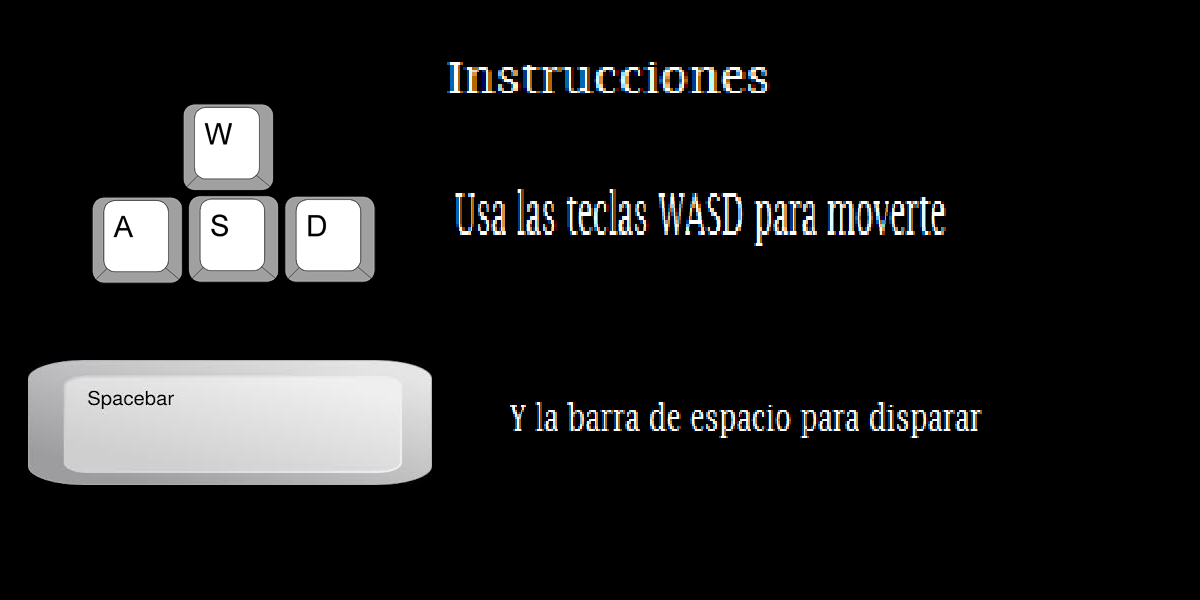 Instrucciones
W
Usa las teclas WASD para moverte
A S D
Spacebar
Y la barra de espacio para disparar